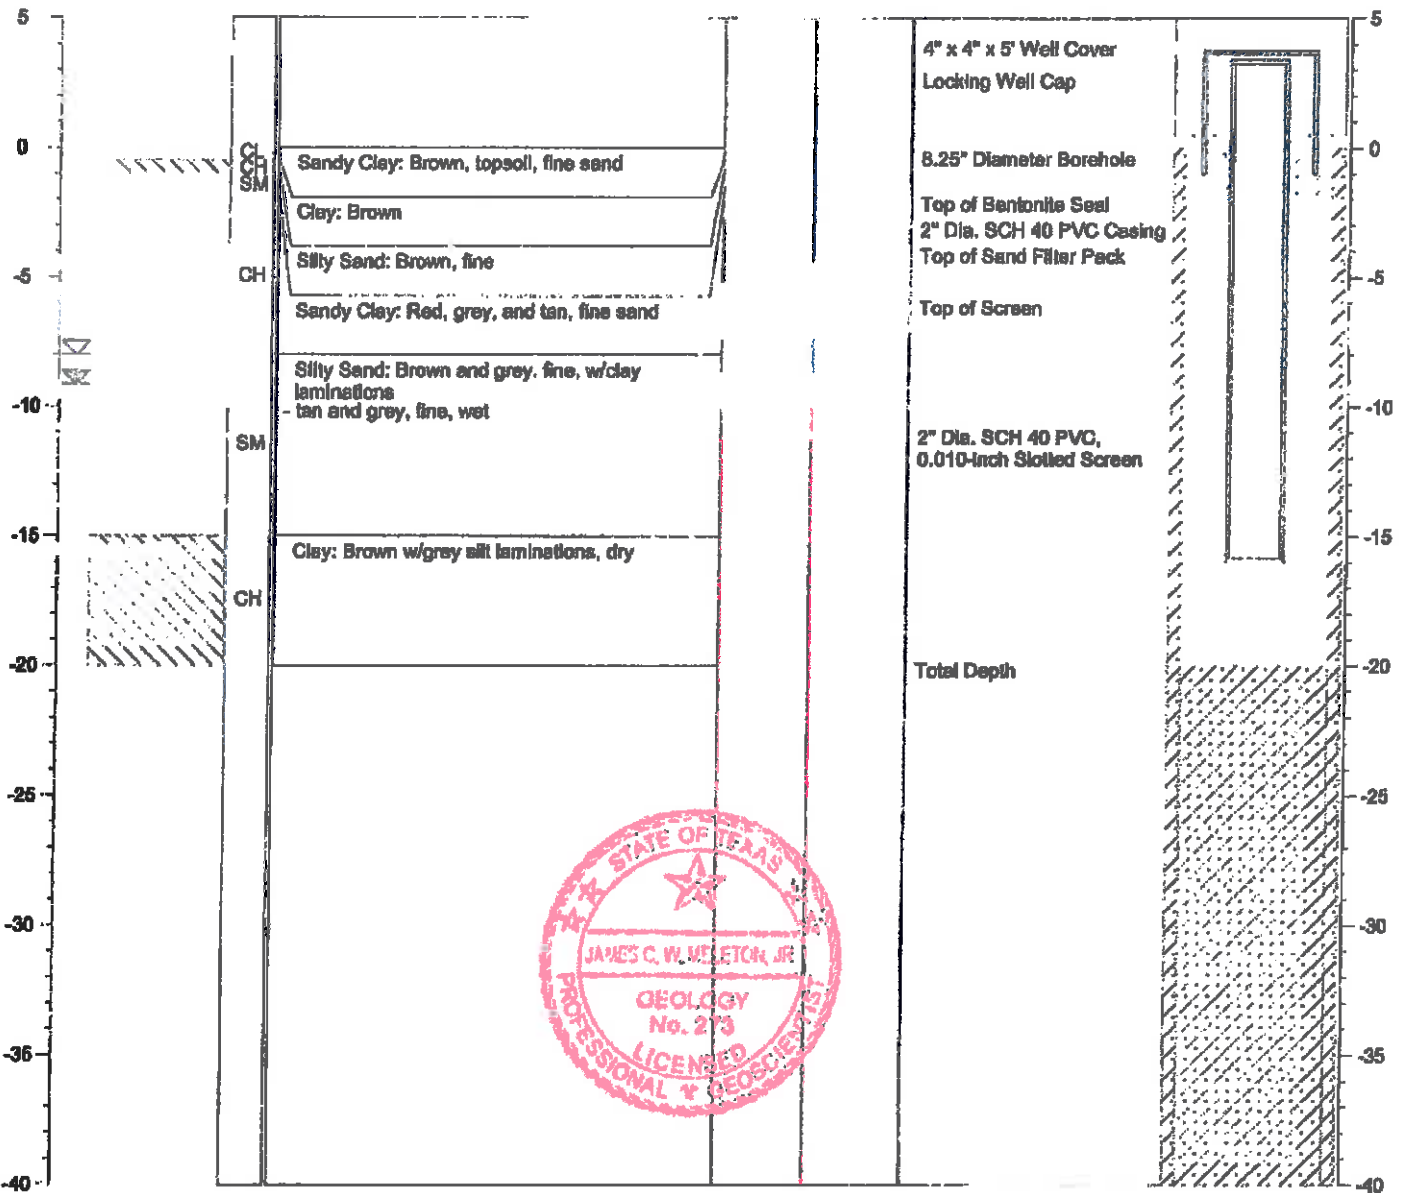 5
0
-5
-10
-15
-20
-25
-30
-35
-40
CL
CH
SM
CH
SM
CH
Sandy Clay: Brown, topsoil, fine sand
Clay: Brown
Silty Sand: Brown, fine
Sandy Clay: Red, grey, and tan, fine sand
Silty Sand: Brown and grey. fine, w/clay
laminations
- tan and grey, fine, wet
Clay: Brown w/grey silt laminations, dry
4" x 4" x 5' Well Cover
Locking Well Cap
8.25" Diameter Borehole
Top of Bentonite Seal
2" Dia. SCH 40 PVC Casing
Top of Sand Filter Pack
Top of Screen
2" Dia. SCH 40 PVC,
0.010-inch Slotted Screen
Total Depth
5
0
-5
-10
-15
-20
-25
-30
-35
-40
STATE OF TEXAS
JAMES C. W. JR
GEOLOGY
No. 273
LICENSED
PROFESSIONAL GEOSCIENTIST